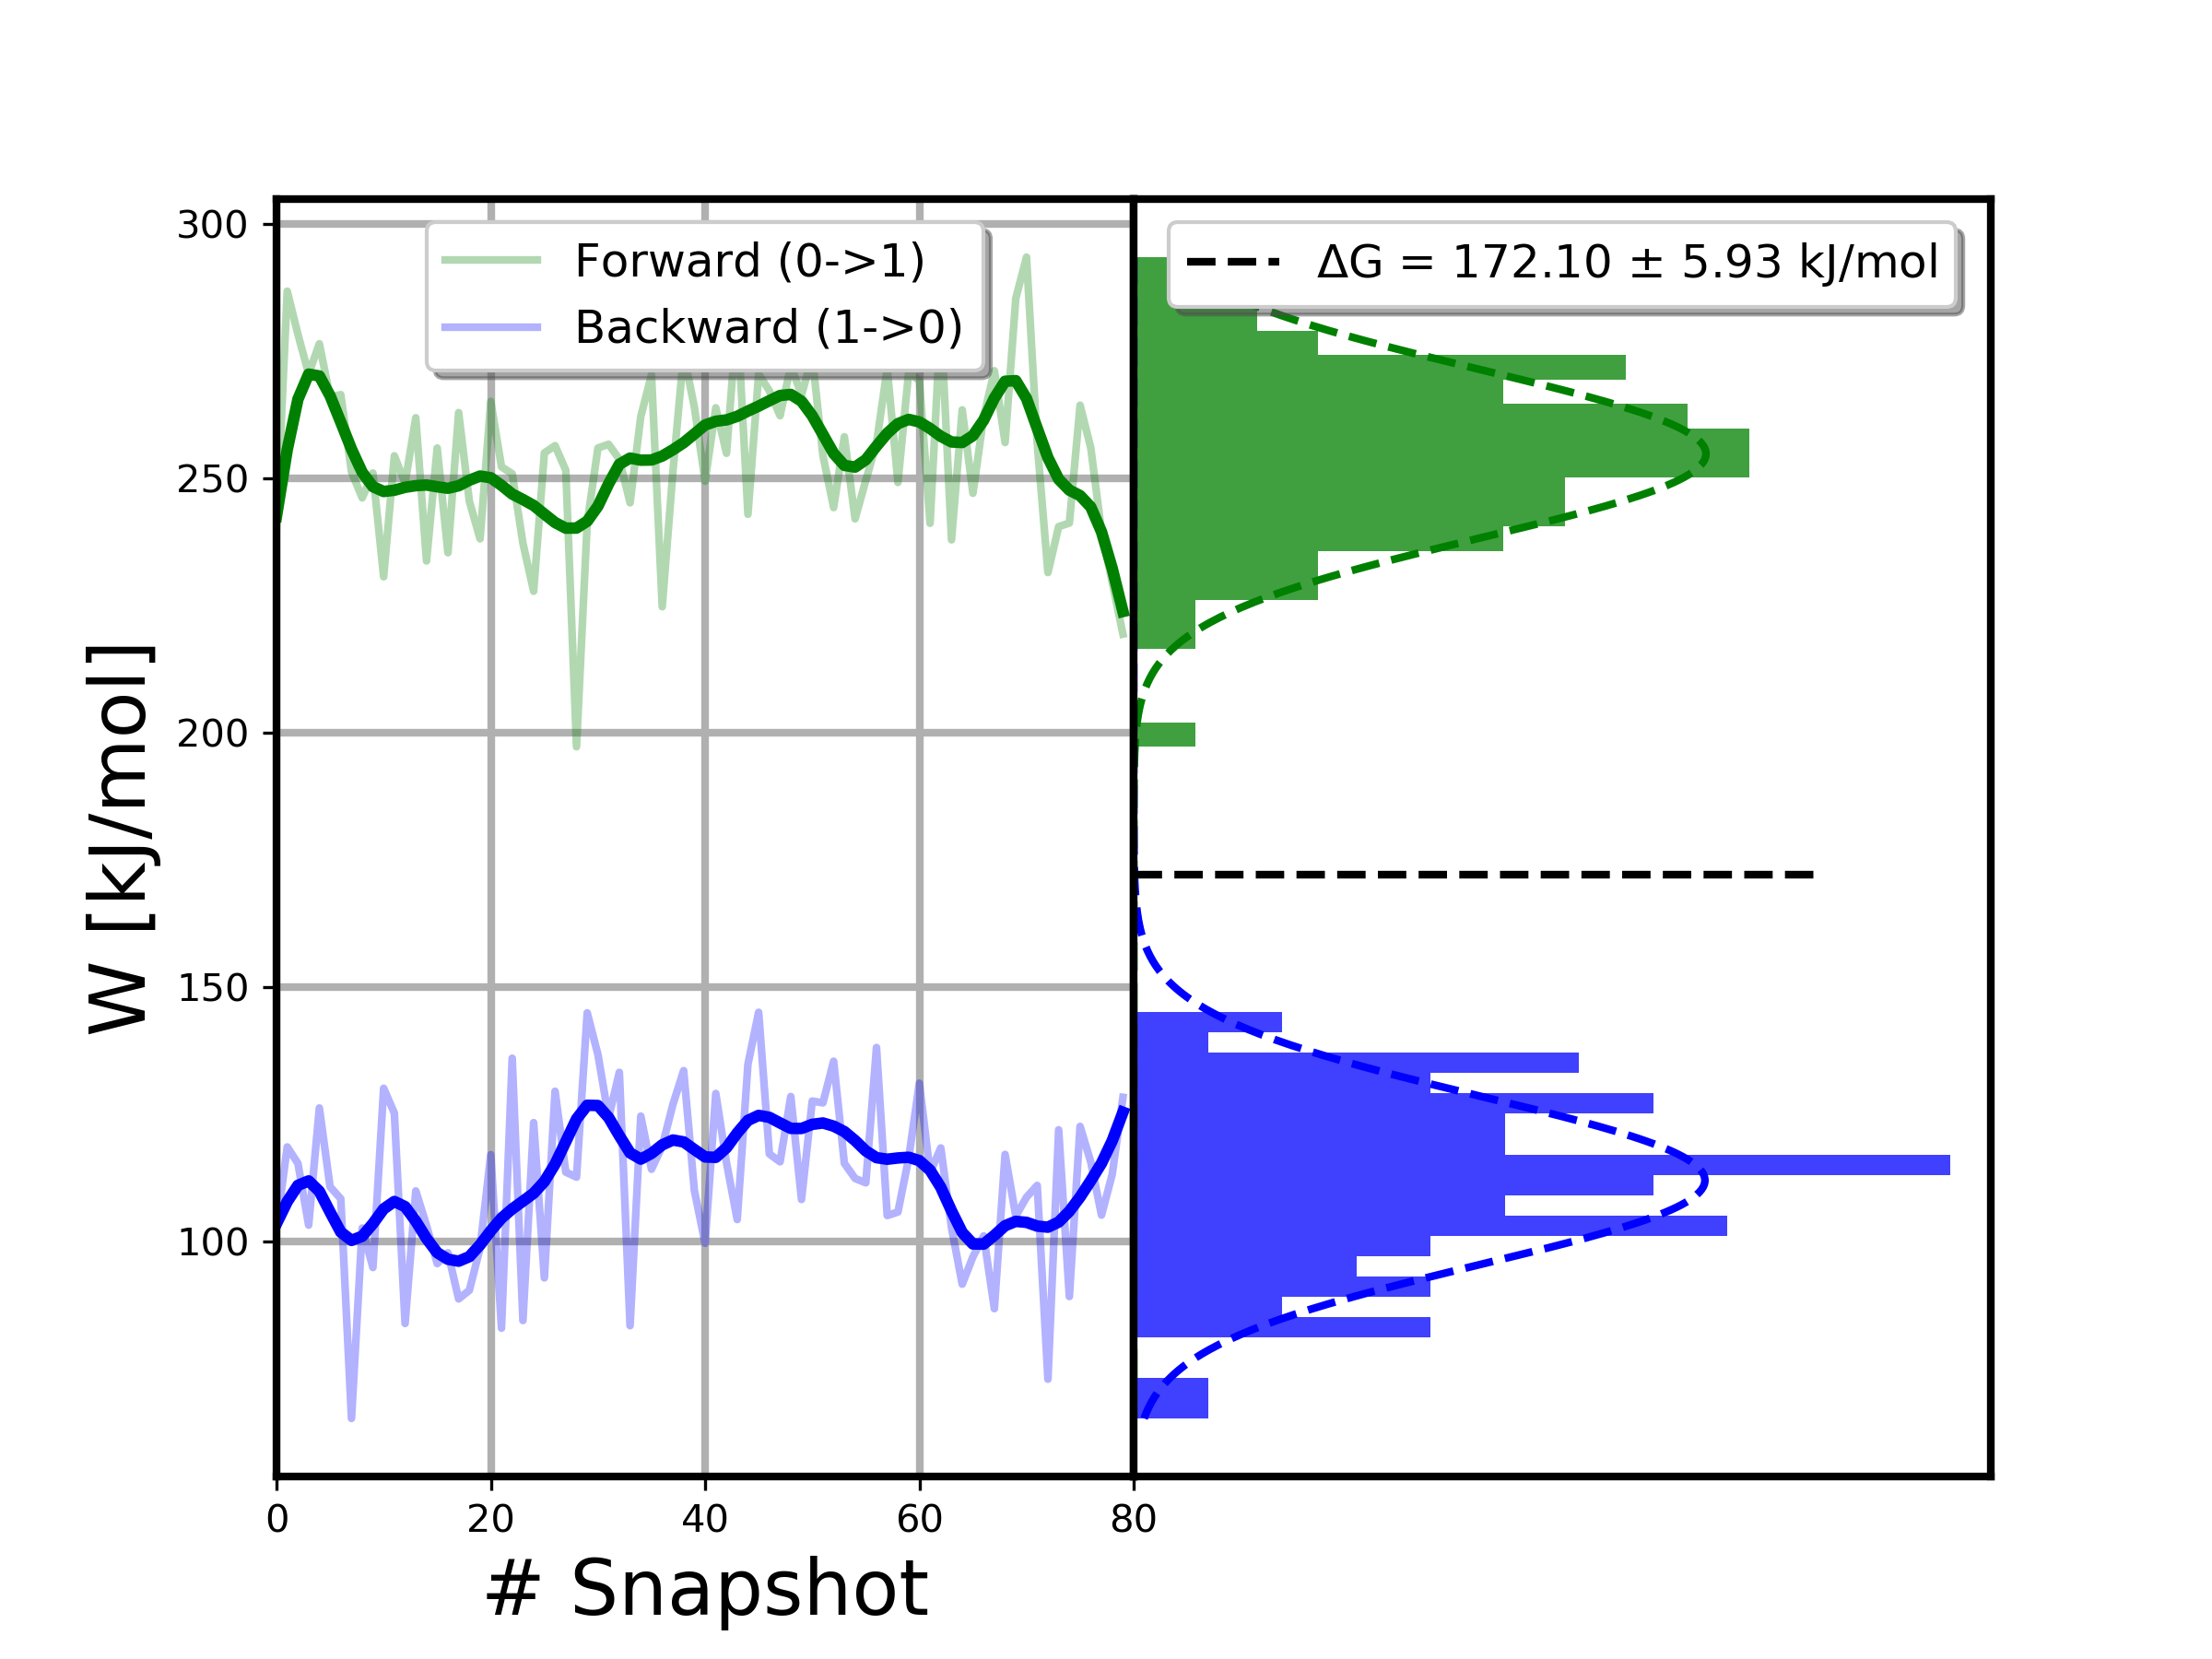 300
250
200
150
100
W [kJ/mol]
0
20
40
60
80
# Snapshot
Forward (0->1)
Backward (1->0)
ΔG = 172.10 ± 5.93 kJ/mol